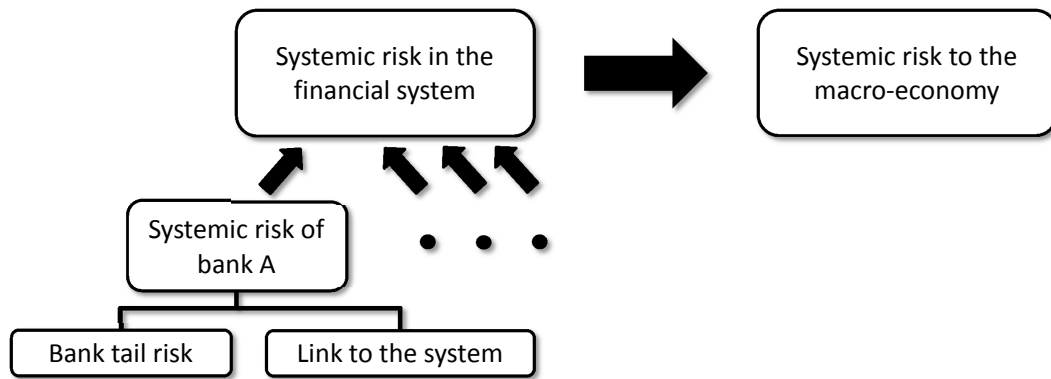 Systemic risk in the
financial system
Systemic risk to the
macro-economy
Systemic risk of
bank A
Bank tail risk
Link to the system